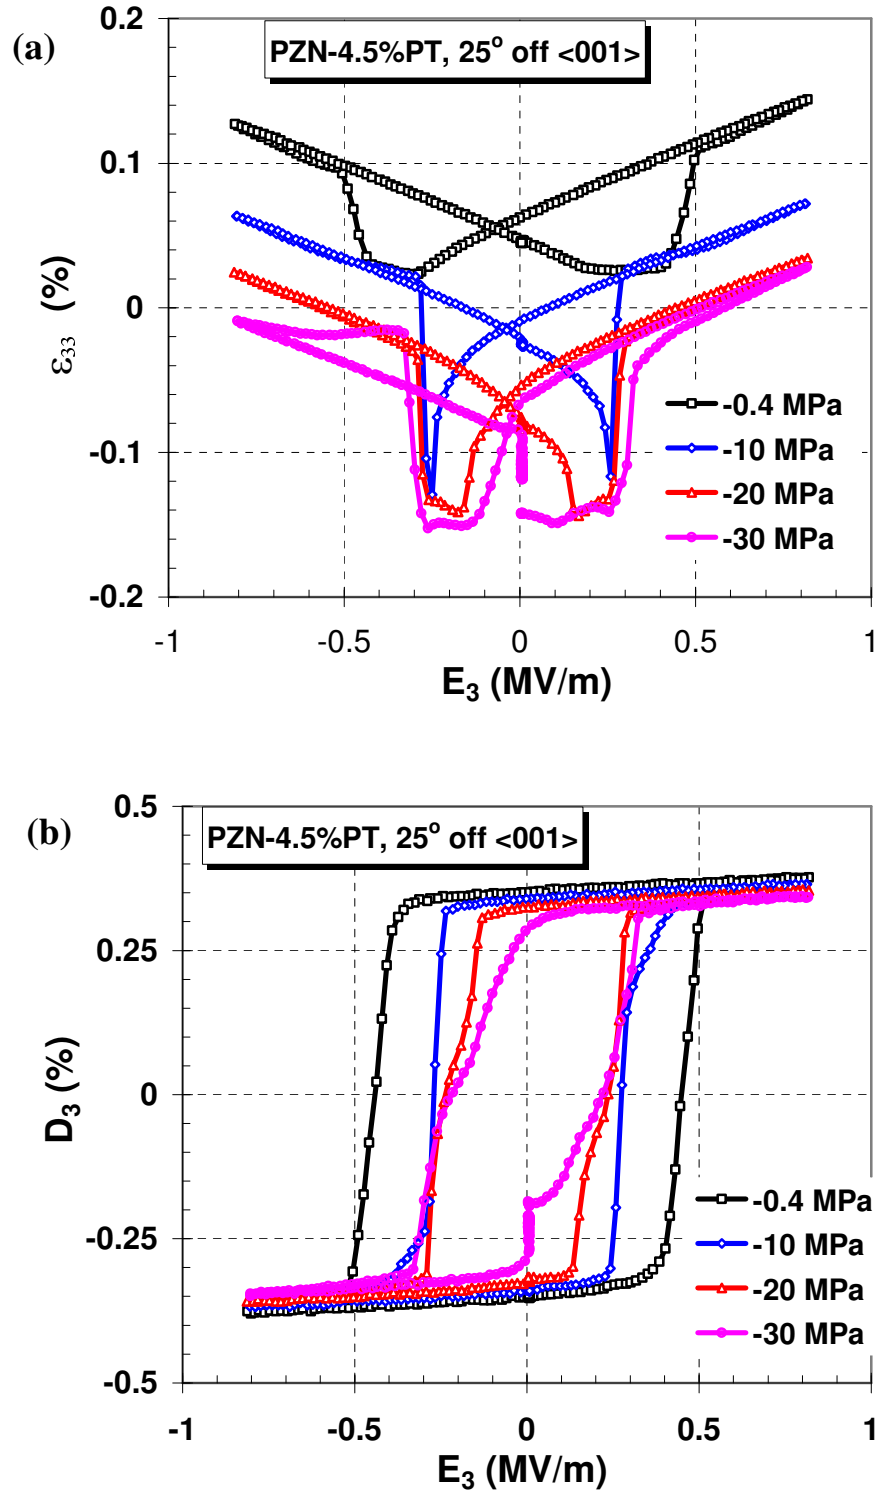 (a)
PZN-4.5%PT, 25° off <001>
0.2
0.1
0
-0.1
-0.2
ε₃₃ (%)
-0.4 MPa
-10 MPa
-20 MPa
-30 MPa
-1
-0.5
0
0.5
1
E₃ (MV/m)
(b)
PZN-4.5%PT, 25° off <001>
0.5
0.25
0
-0.25
-0.5
D₃ (%)
-0.4 MPa
-10 MPa
-20 MPa
-30 MPa
-1
-0.5
0
0.5
1
E₃ (MV/m)